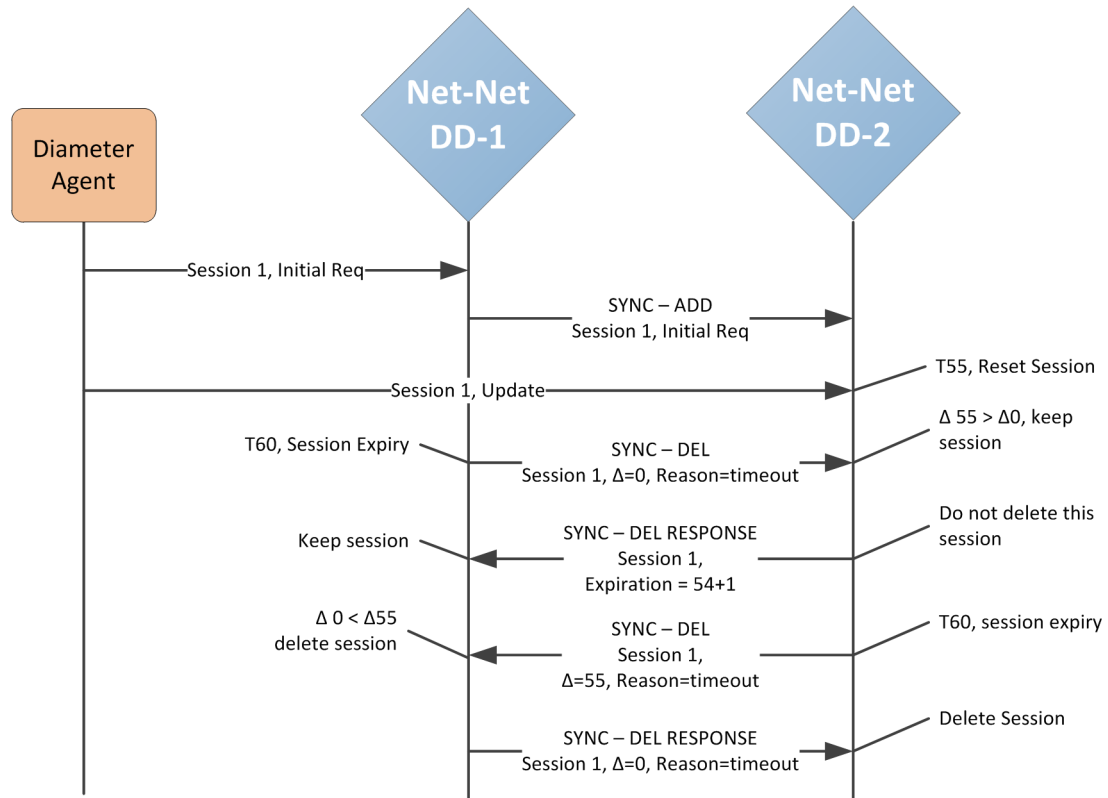 Net-Net
DD-1
Net-Net
DD-2
Diameter
Agent
Session 1, Initial Req
SYNC – ADD
Session 1, Initial Req
T55, Reset Session
Session 1, Update
Δ 55 > Δ0, keep
session
T60, Session Expiry
SYNC – DEL
Session 1, Δ=0, Reason=timeout
Do not delete this
session
Keep session
SYNC – DEL RESPONSE
Session 1,
Expiration = 54+1
Δ 0 < Δ55
delete session
SYNC – DEL
Session 1,
Δ=55, Reason=timeout
T60, session expiry
Delete Session
SYNC – DEL RESPONSE
Session 1, Δ=0, Reason=timeout